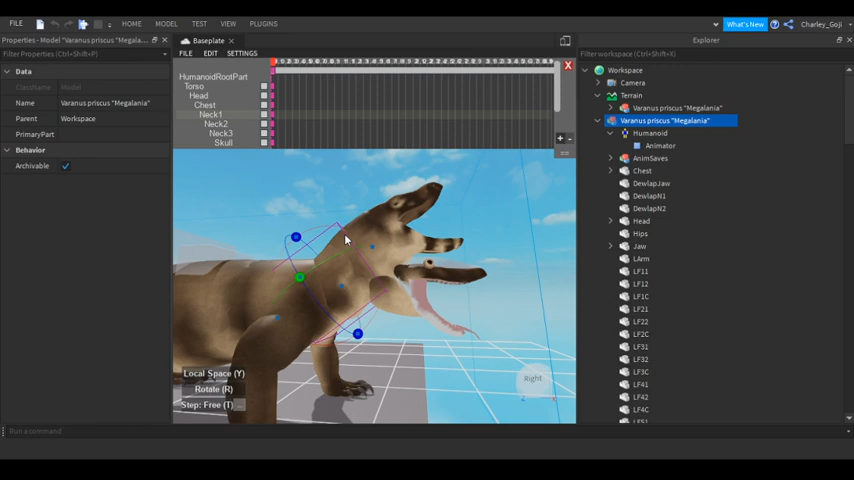 FILE HOME MODEL TEST VIEW PLUGINS What's New Charley_Goji
Properties - Model "Varanus priscus "Megala...
Filter Properties (Ctrl+Shift+P)
Data
Classname Model
Name Varanus priscus "Megalania"
Parent Workspace
PrimaryPart
Behavior
Archivable
Baseplate
FILE EDIT SETTINGS
HumanoidRootPart
Torso
Head
Chest
Neck1
Neck2
Neck3
Skull
Local Space (Y)
Rotate (R)
Step: Free (T)
Right
Z X
Explorer
Filter workspace (Ctrl+Shift+X)
Workspace
Camera
Terrain
Varanus priscus "Megalania"
Varanus priscus "Megalania"
Humanoid
Animator
AnimSaves
Chest
DewlapJaw
DewlapN1
DewlapN2
Head
Hips
Jaw
LArm
LF11
LF12
LF1C
LF21
LF22
LF2C
LF31
LF32
LF3C
LF41
LF42
LF4C
LF51
Run a command